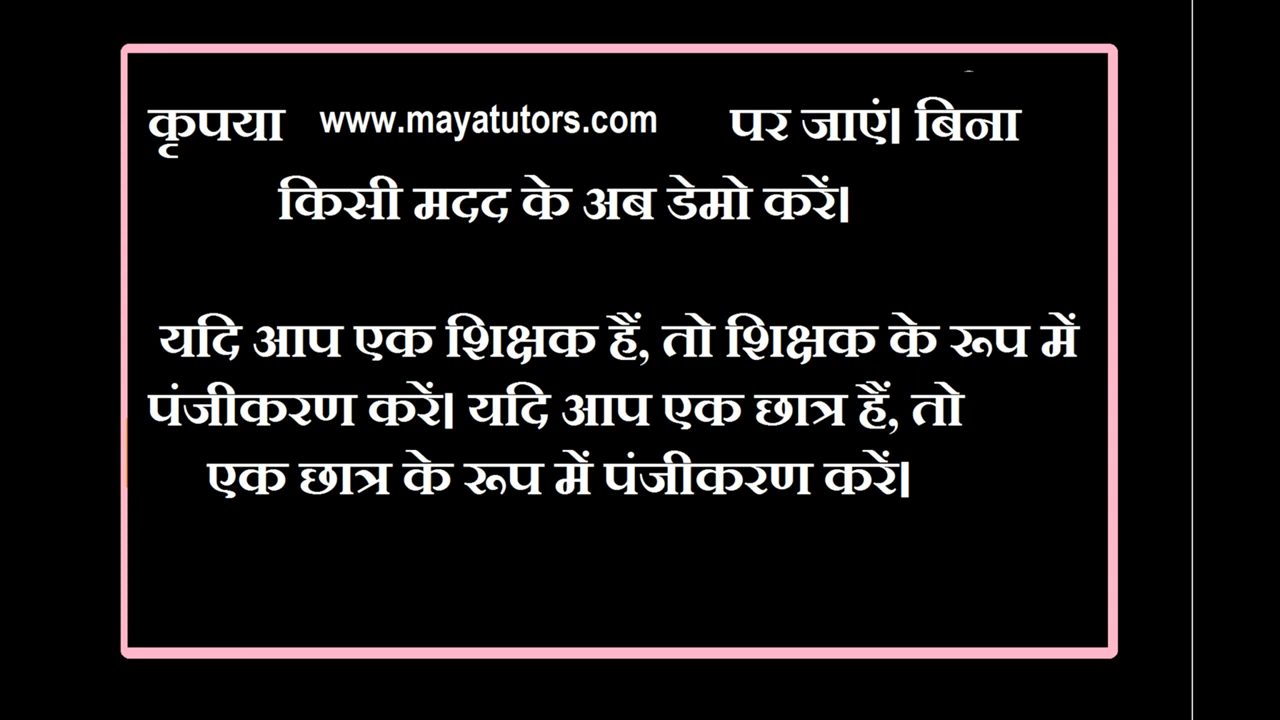 कृपया www.mayatutors.com पर जाएं। बिना
किसी मदद के अब डेमो करें।
यदि आप एक शिक्षक हैं, तो शिक्षक के रूप में
पंजीकरण करें। यदि आप एक छात्र हैं, तो
एक छात्र के रूप में पंजीकरण करें।